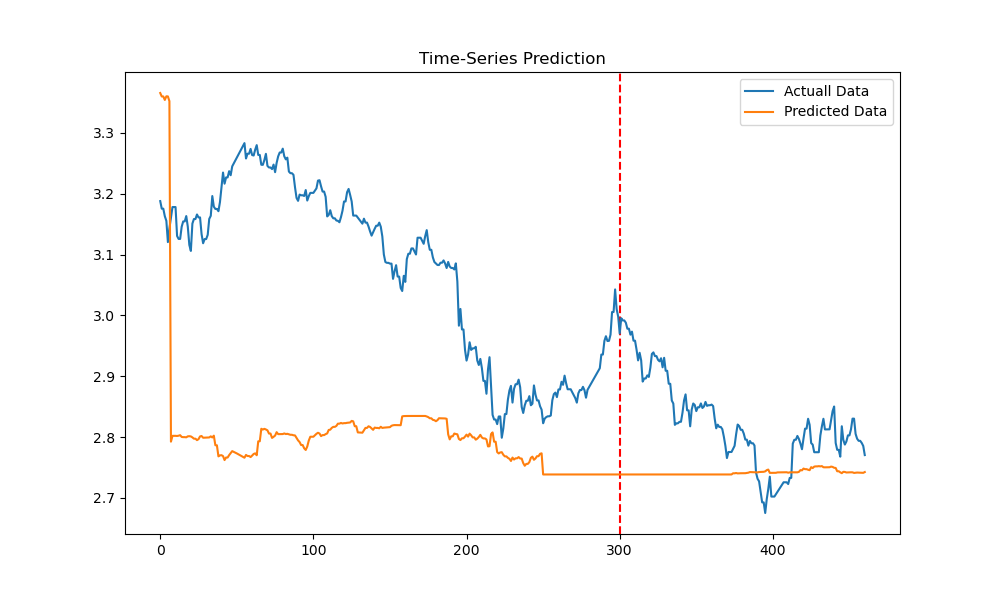 Time-Series Prediction
Actuall Data
Predicted Data
3.3
3.2
3.1
3.0
2.9
2.8
2.7
0 100 200 300 400